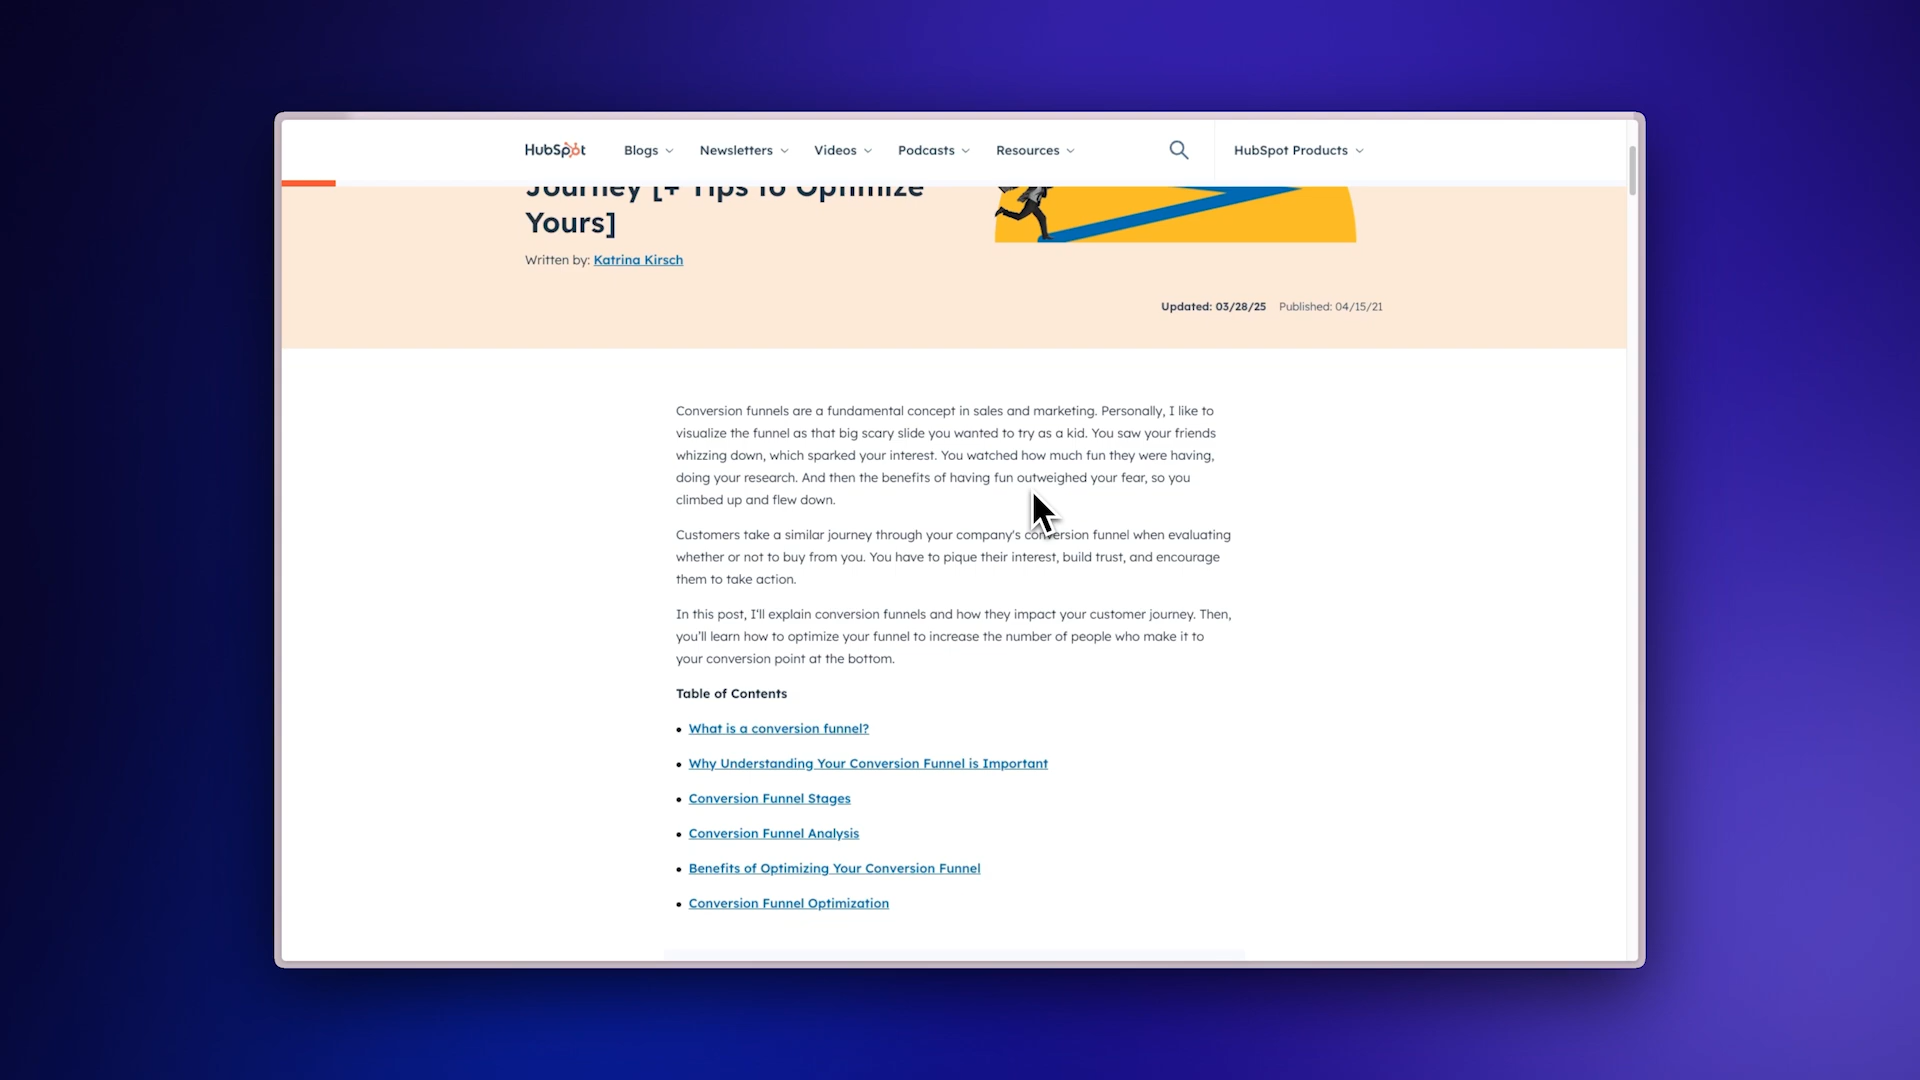 HubSpot Blogs Newsletters Videos Podcasts Resources HubSpot Products
Journey [+ Tips to Optimize
Yours]
Written by: Katrina Kirsch
Updated: 03/28/25 Published: 04/15/21
Conversion funnels are a fundamental concept in sales and marketing. Personally, I like to
visualize the funnel as that big scary slide you wanted to try as a kid. You saw your friends
whizzing down, which sparked your interest. You watched how much fun they were having,
doing your research. And then the benefits of having fun outweighed your fear, so you
climbed up and flew down.
Customers take a similar journey through your company's conversion funnel when evaluating
whether or not to buy from you. You have to pique their interest, build trust, and encourage
them to take action.
In this post, I'll explain conversion funnels and how they impact your customer journey. Then,
you'll learn how to optimize your funnel to increase the number of people who make it to
your conversion point at the bottom.
Table of Contents
• What is a conversion funnel?
• Why Understanding Your Conversion Funnel is Important
• Conversion Funnel Stages
• Conversion Funnel Analysis
• Benefits of Optimizing Your Conversion Funnel
• Conversion Funnel Optimization